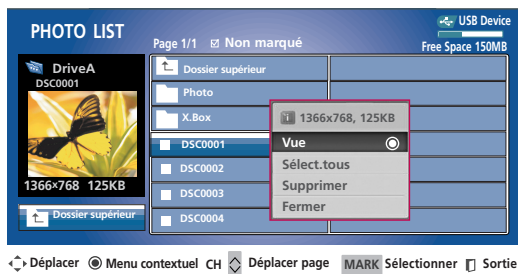 PHOTO LIST
Page 1/1 Non marqué
USB Device
Free Space 150MB
DriveA
DSC0001
1366x768 125KB
Dossier supérieur
Dossier supérieur
Photo
X.Box
DSC0001
DSC0002
DSC0003
DSC0004
1366x768, 125KB
Vue
Sélect.tous
Supprimer
Fermer
Déplacer Menu contextuel CH Déplacer page MARK Sélectionner Sortie